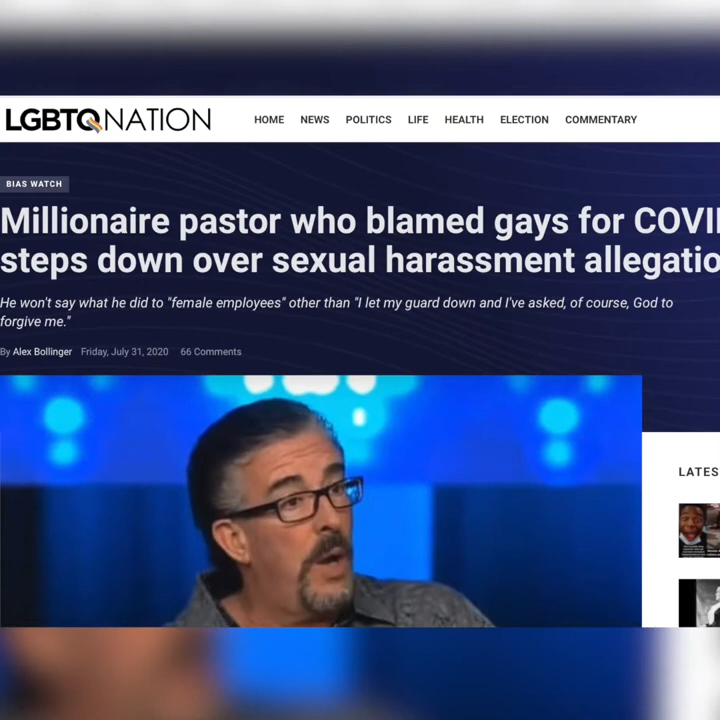 LGBTQNATION
HOME NEWS POLITICS LIFE HEALTH ELECTION COMMENTARY
BIAS WATCH
Millionaire pastor who blamed gays for COVI
steps down over sexual harassment allegatio
He won't say what he did to "female employees" other than "I let my guard down and I've asked, of course, God to
forgive me."
By Alex Bollinger Friday, July 31, 2020 66 Comments
LATES